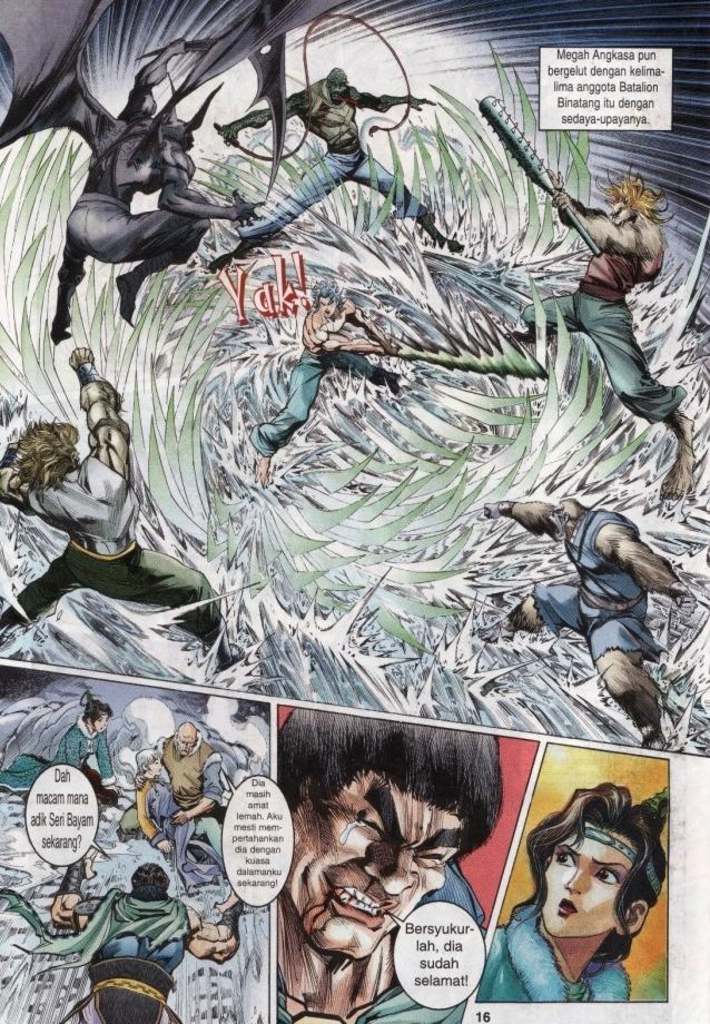 Megah Angkasa pun
bergelut dengan kelima-
lima anggota Batalion
Binatang itu dengan
sedaya-upayanya.
Yak!
Dah
macam mana
adik Seri Bayam
sekarang?
Dia
masih
amat
lemah. Aku
mesti mem-
pertahankan
dia dengan
kuasa
dalamanku
sekarang!
Bersyukur-
lah, dia
sudah
selamat!
16